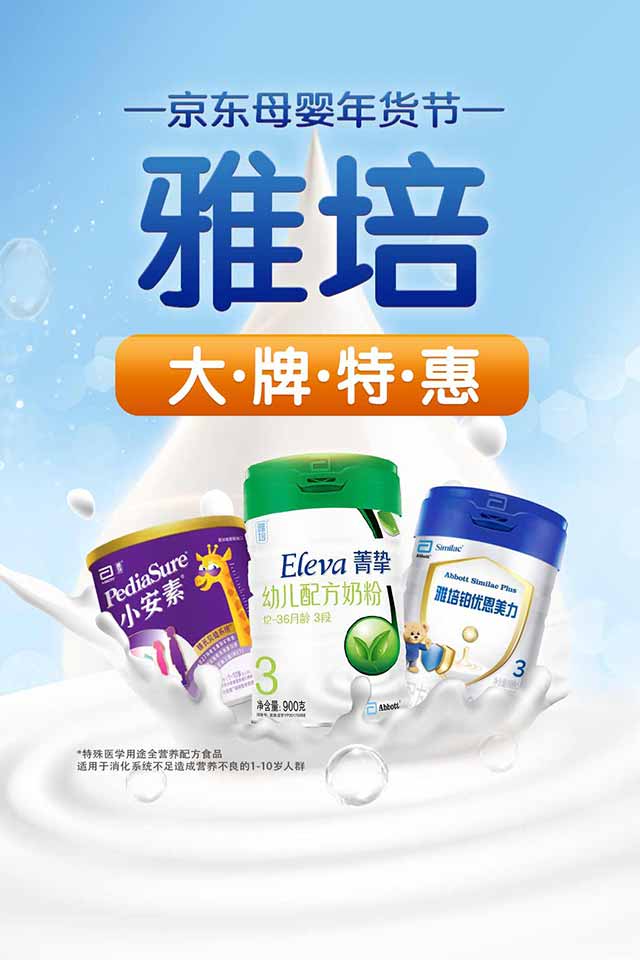 京东母婴年货节
雅培
大·牌·特·惠
PediaSure
小安素
Eleva 菁挚
幼儿配方奶粉
12-36月龄 3段
3
净含量: 900克
Abbott
Similac
Abbott
Abbott Similac Plus
雅培铂优恩美力
3
*特殊医学用途全营养配方食品
适用于消化系统不足造成营养不良的1-10岁人群